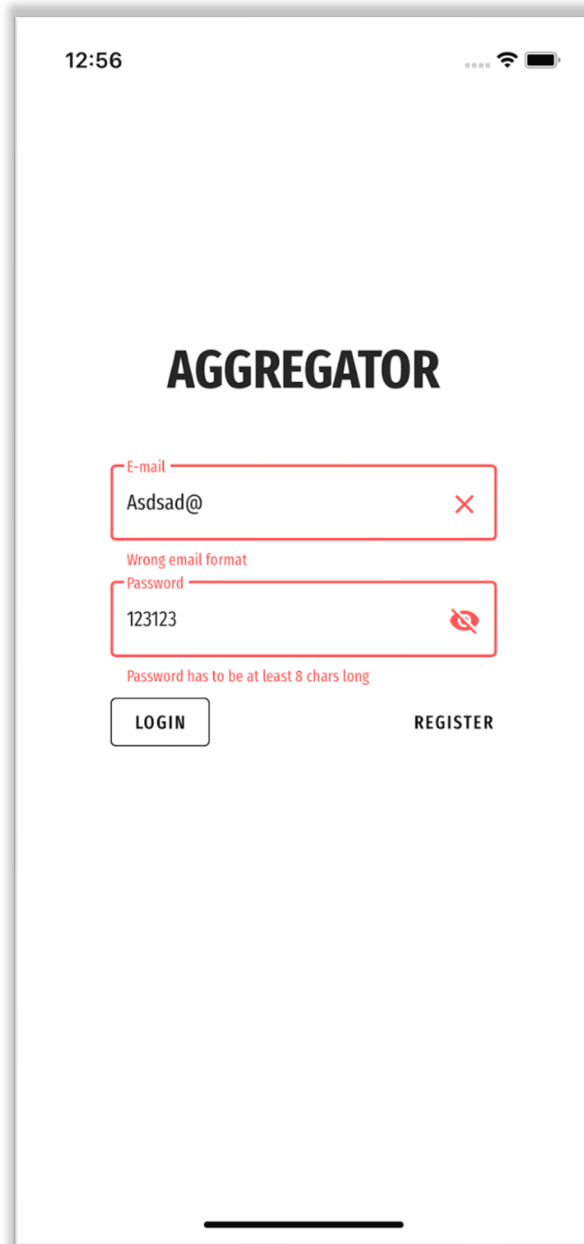 12:56
AGGREGATOR
E-mail
Asdsad@
Wrong email format
Password
123123
Password has to be at least 8 chars long
LOGIN REGISTER